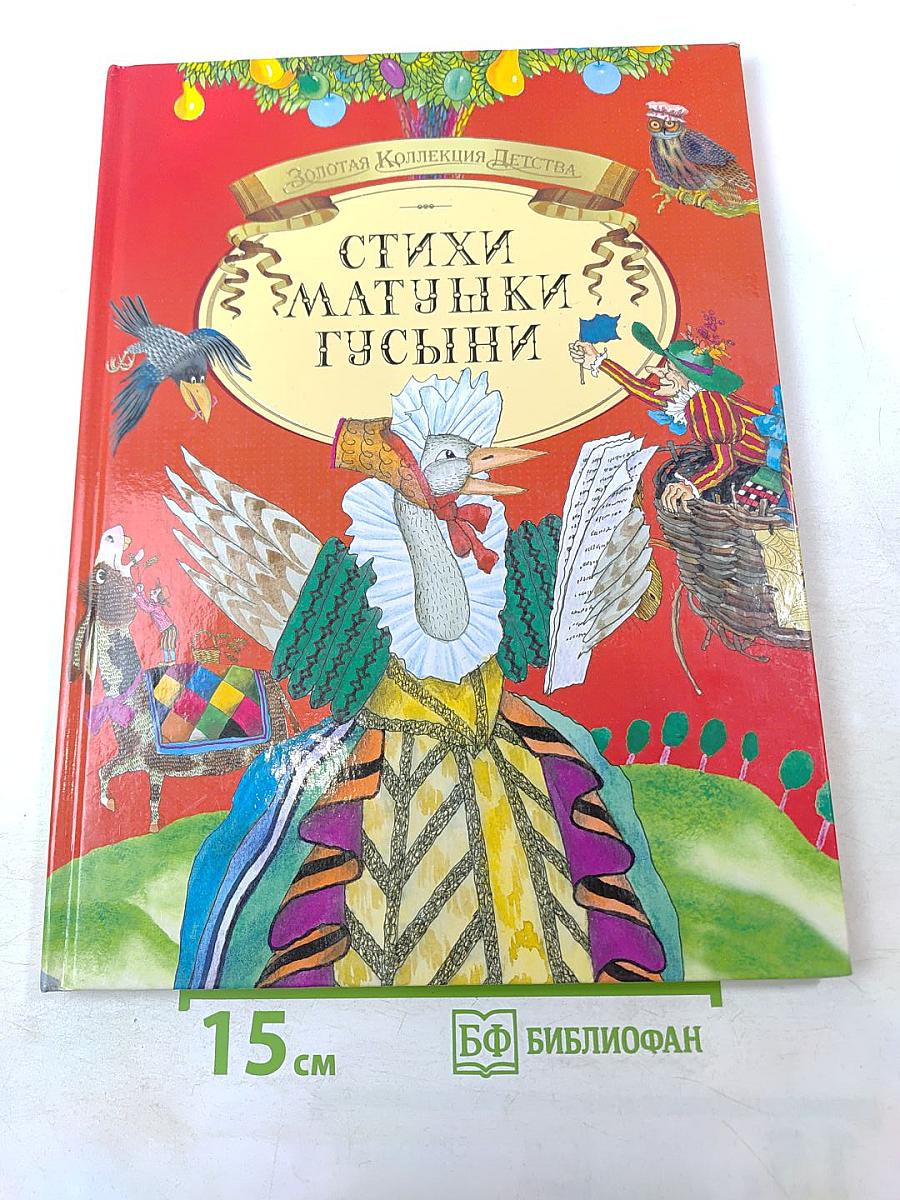 Золотая Коллекция Детства
СТИХИ
МАТУШКИ
ГУСЫНИ
15 см
БФ БИБЛИОФАН